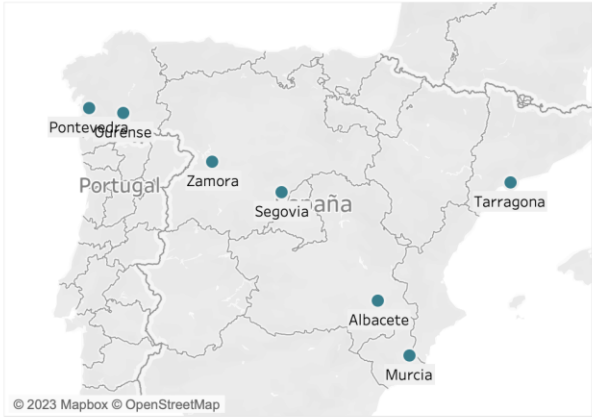 Pontevedra
Ourense
Portugal
Zamora
Segovia
España
Tarragona
Albacete
Murcia
© 2023 Mapbox © OpenStreetMap